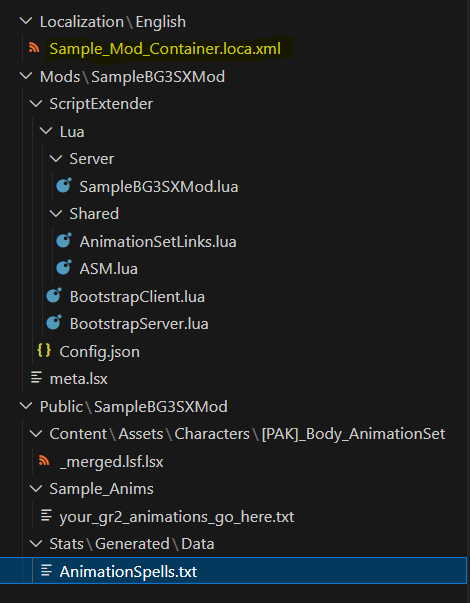 Localization\English
Sample_Mod_Container.loca.xml
Mods\SampleBG3SXMod
ScriptExtender
Lua
Server
SampleBG3SXMod.lua
Shared
AnimationSetLinks.lua
ASM.lua
BootstrapClient.lua
BootstrapServer.lua
Config.json
meta.lsx
Public\SampleBG3SXMod
Content\Assets\Characters\[PAK]_Body_AnimationSet
_merged.lsf.lsx
Sample_Anims
your_gr2_animations_go_here.txt
Stats\Generated\Data
AnimationSpells.txt